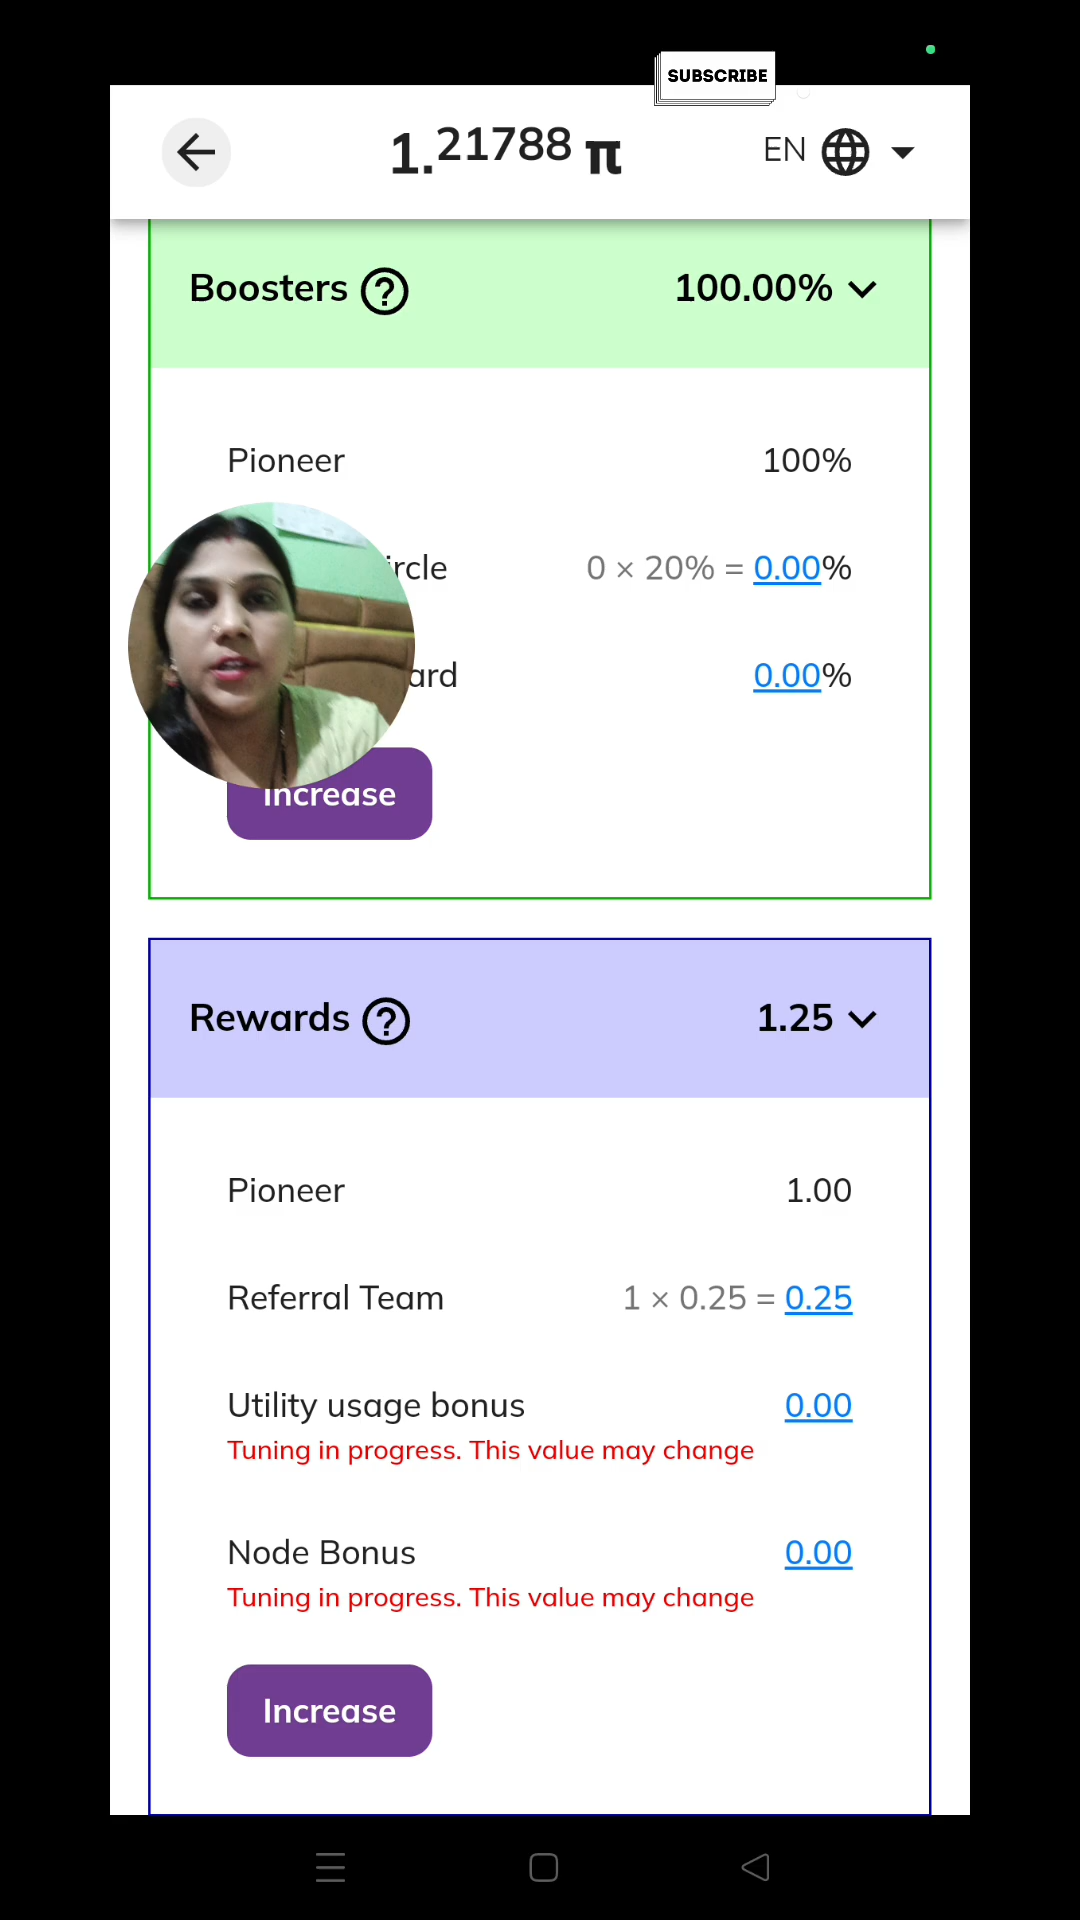 SUBSCRIBE
1.21788 π
EN
Boosters ? 100.00%
Pioneer 100%
0 × 20% = 0.00%
0.00%
Increase
Rewards ? 1.25
Pioneer 1.00
Referral Team 1 × 0.25 = 0.25
Utility usage bonus 0.00
Tuning in progress. This value may change
Node Bonus 0.00
Tuning in progress. This value may change
Increase